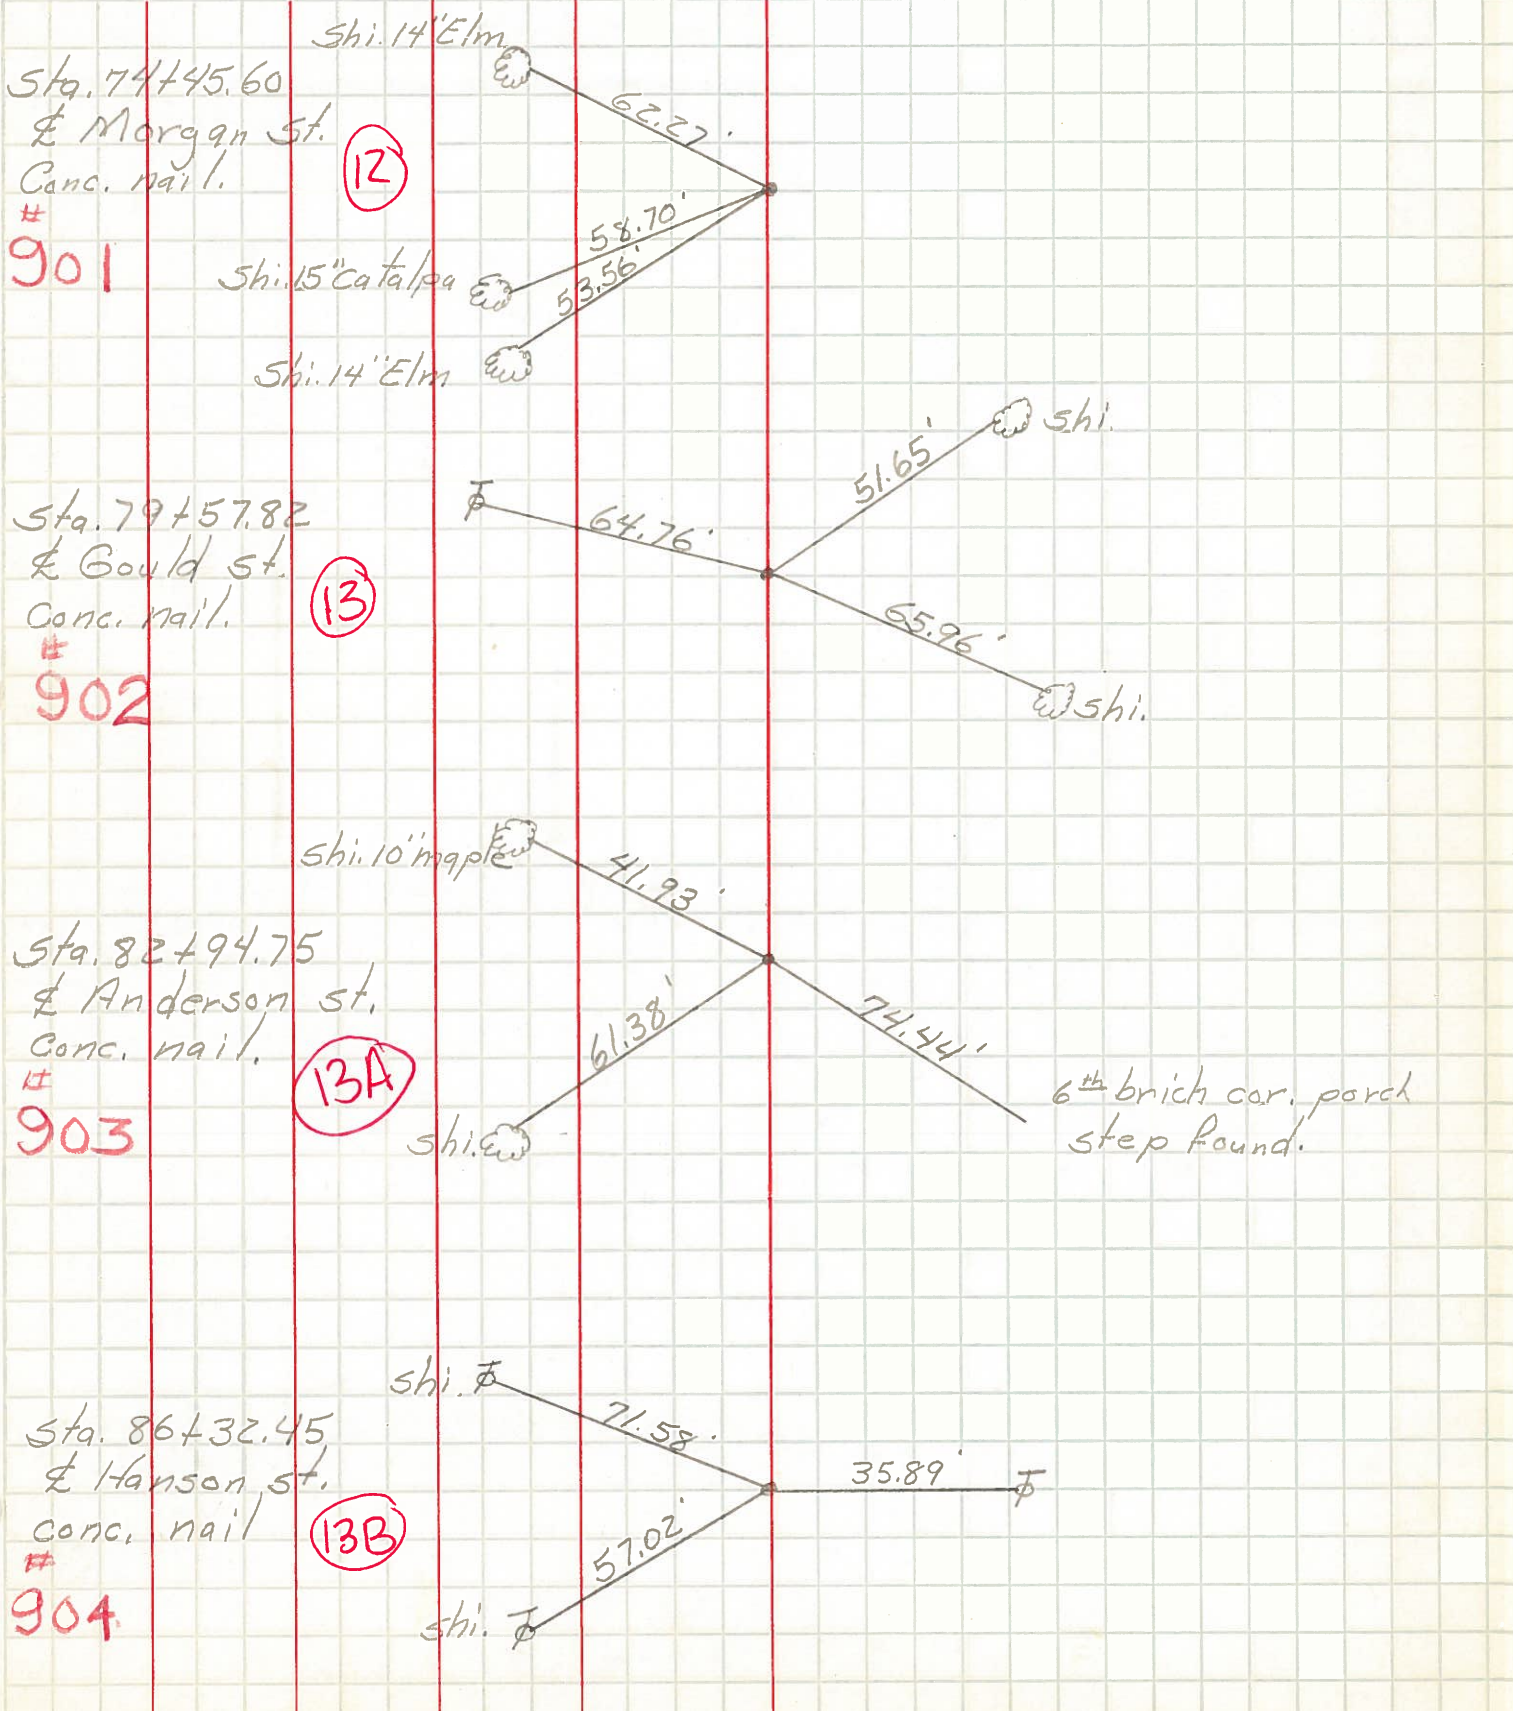 Shi. 14" Elm
Sta. 74+45.60
℄ Morgan St.
Conc. nail.
12
#
901
62.27'
58.70'
53.56'
Shi. 15" Catalpa
Shi. 14" Elm
Sta. 79+57.82
℄ Gould St.
Conc. nail.
13
#
902
64.76'
51.65'
Shi.
65.96'
Shi.
Shi. 10" maple
41.93'
Sta. 82+94.75
℄ Anderson St.
Conc. nail.
13A
#
903
61.38'
Shi.
74.44'
6th brich cor. porch
step found.
Shi.
71.58'
Sta. 86+32.45
℄ Hanson St.
Conc. nail
13B
#
904
35.89'
57.02'
Shi.